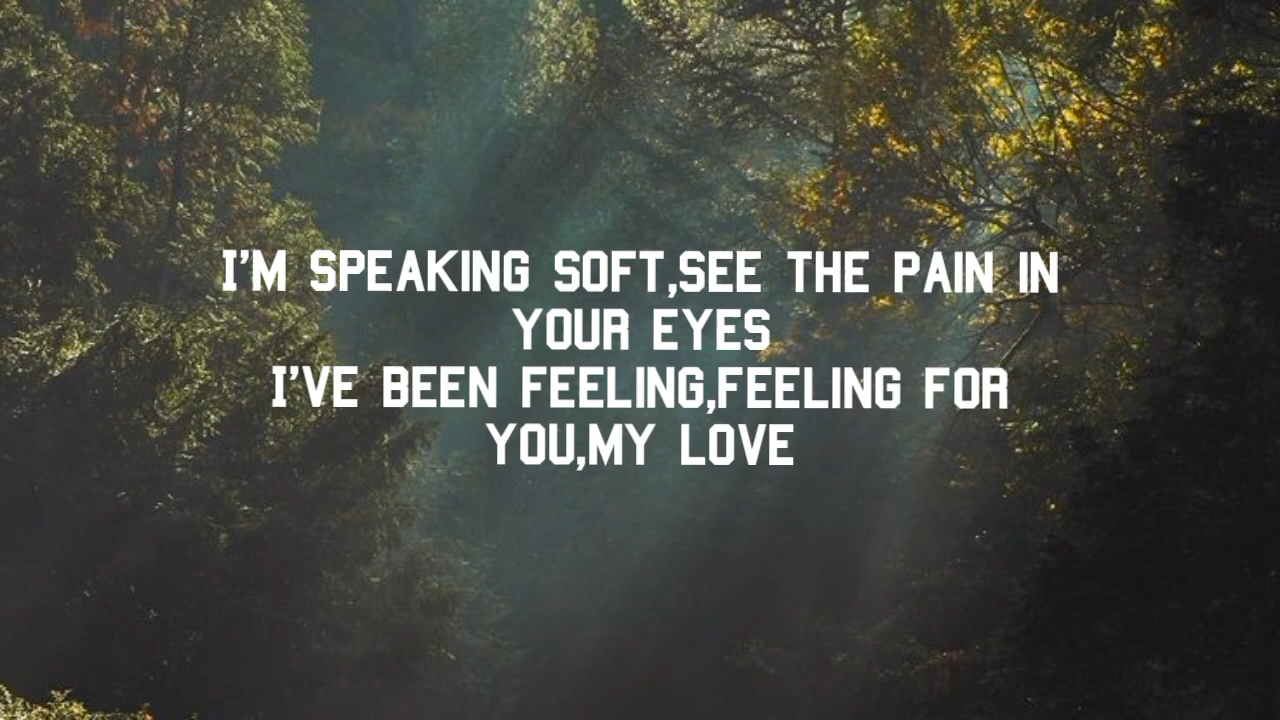 I'M SPEAKING SOFT,SEE THE PAIN IN
YOUR EYES
I'VE BEEN FEELING,FEELING FOR
YOU,MY LOVE